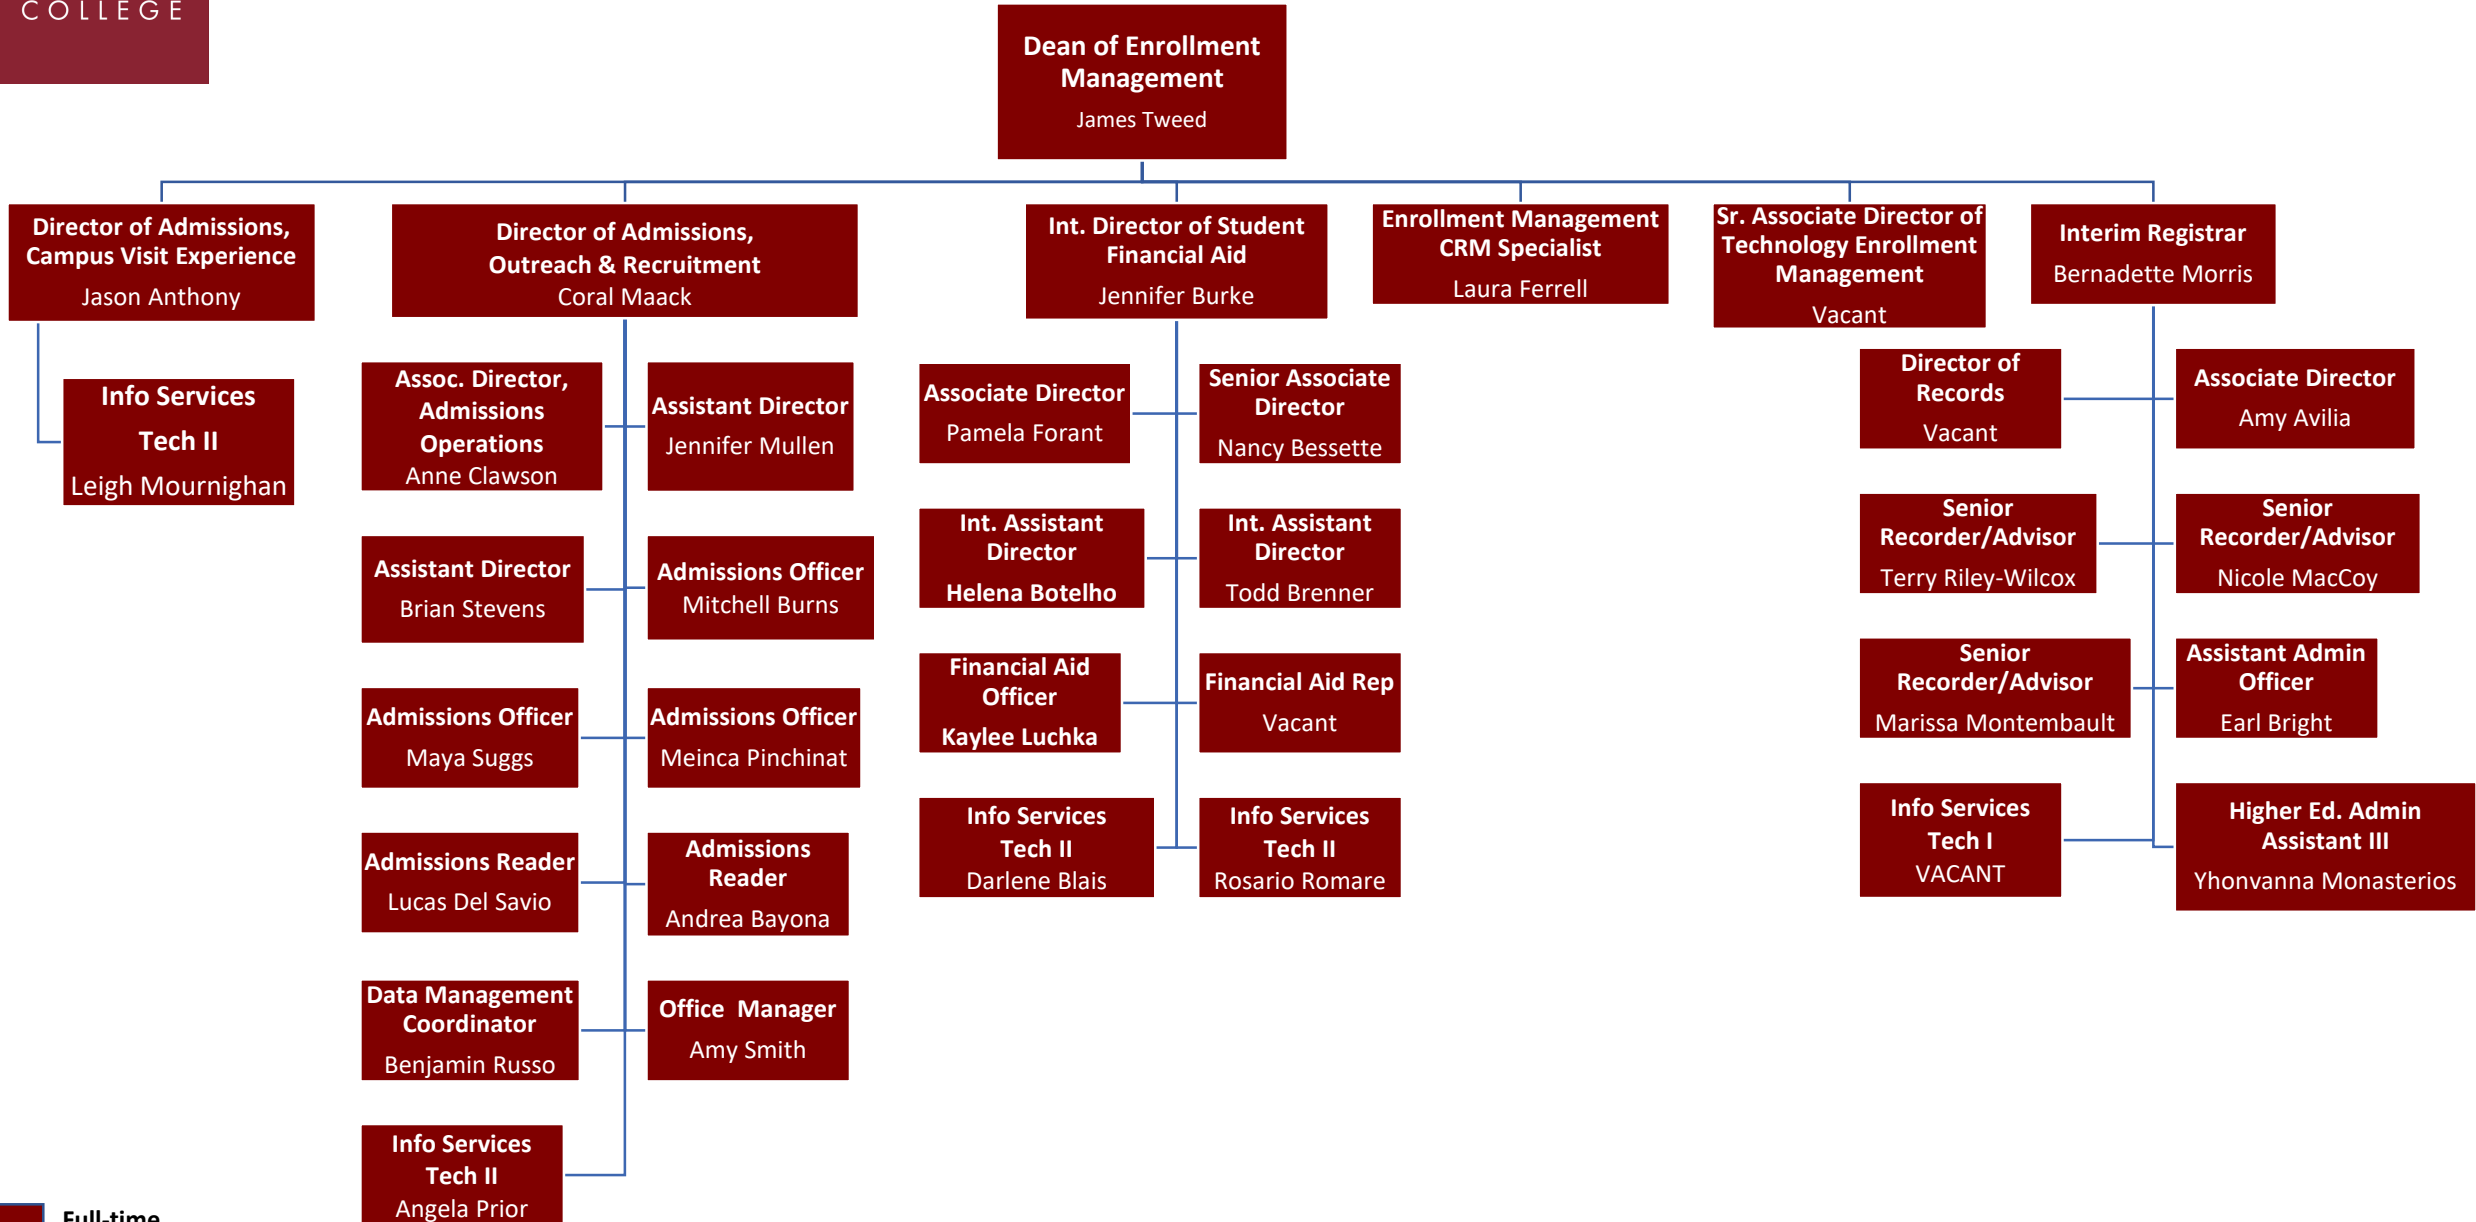 COLLEGE
Dean of Enrollment
Management
James Tweed
Director of Admissions,
Campus Visit Experience
Jason Anthony
Director of Admissions,
Outreach & Recruitment
Coral Maack
Int. Director of Student
Financial Aid
Jennifer Burke
Enrollment Management
CRM Specialist
Laura Ferrell
Sr. Associate Director of
Technology Enrollment
Management
Vacant
Interim Registrar
Bernadette Morris
Info Services
Tech II
Leigh Mournighan
Assoc. Director,
Admissions
Operations
Anne Clawson
Assistant Director
Jennifer Mullen
Assistant Director
Brian Stevens
Admissions Officer
Mitchell Burns
Admissions Officer
Maya Suggs
Admissions Officer
Meinca Pinchinat
Admissions Reader
Lucas Del Savio
Admissions
Reader
Andrea Bayona
Data Management
Coordinator
Benjamin Russo
Office  Manager
Amy Smith
Info Services
Tech II
Angela Prior
Associate Director
Pamela Forant
Senior Associate
Director
Nancy Bessette
Int. Assistant
Director
Helena Botelho
Int. Assistant
Director
Todd Brenner
Financial Aid
Officer
Kaylee Luchka
Financial Aid Rep
Vacant
Info Services
Tech II
Darlene Blais
Info Services
Tech II
Rosario Romare
Director of
Records
Vacant
Associate Director
Amy Avilia
Senior
Recorder/Advisor
Terry Riley-Wilcox
Senior
Recorder/Advisor
Nicole MacCoy
Senior
Recorder/Advisor
Marissa Montembault
Assistant Admin
Officer
Earl Bright
Info Services
Tech I
VACANT
Higher Ed. Admin
Assistant III
Yhonvanna Monasterios
Full-time